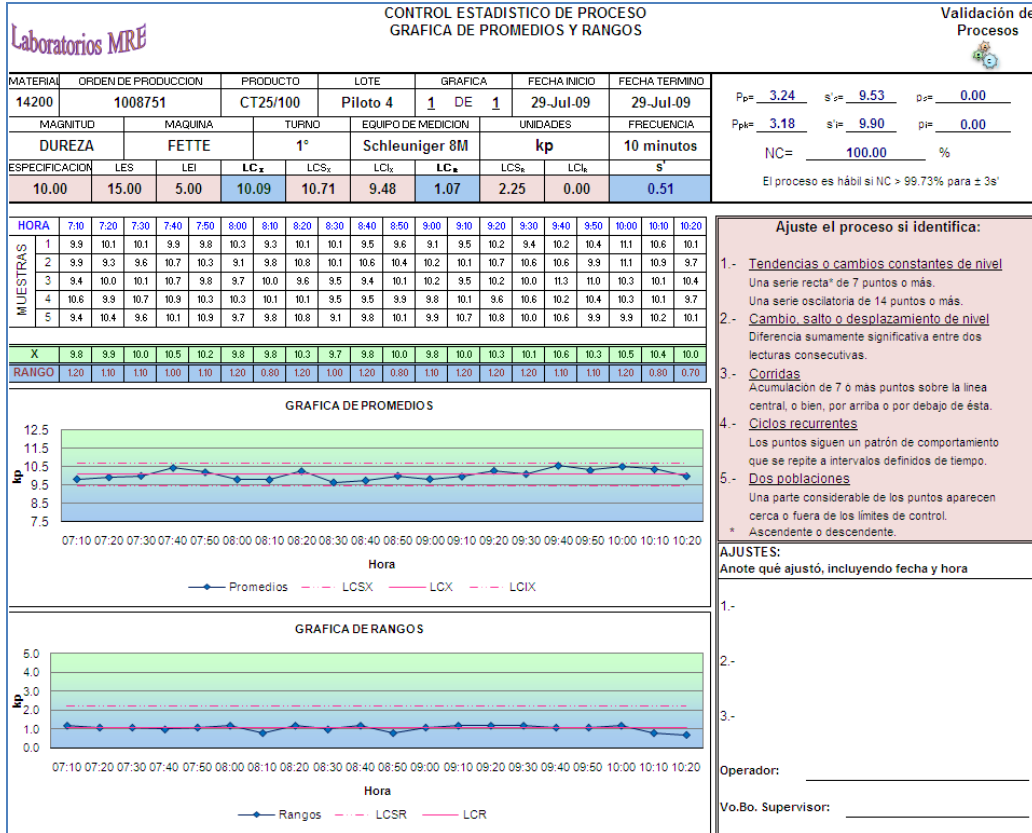 CONTROL ESTADISTICO DE PROCESO
GRAFICA DE PROMEDIOS Y RANGOS
Laboratorios MRE
Validación de
Procesos
MATERIAL ORDEN DE PRODUCCION PRODUCTO LOTE GRAFICA FECHA INICIO FECHA TERMINO
14200 1008751 CT25/100 Piloto 4 1 DE 1 29-Jul-09 29-Jul-09
MAGNITUD MAQUINA TURNO EQUIPO DE MEDICION UNIDADES FRECUENCIA
DUREZA FETTE 1° Schleuniger 8M kp 10 minutos
ESPECIFICACION LES LEI LCx LCSx LCIx LCR LCSR LCIR S'
10.00 15.00 5.00 10.09 10.71 9.48 1.07 2.25 0.00 0.51
Pp= 3.24 s's= 9.53 ps= 0.00
Ppk= 3.18 s'i= 9.90 pi= 0.00
NC= 100.00 %
El proceso es hábil si NC > 99.73% para ± 3s'
HORA 7:10 7:20 7:30 7:40 7:50 8:00 8:10 8:20 8:30 8:40 8:50 9:00 9:10 9:20 9:30 9:40 9:50 10:00 10:10 10:20
MUESTRAS
1 9.9 10.1 10.1 9.9 9.8 10.3 9.3 10.1 10.1 9.5 9.6 9.1 9.5 10.2 9.4 10.2 10.4 11.1 10.6 10.1
2 9.9 9.3 9.6 10.7 10.3 9.1 9.8 10.8 10.1 10.6 10.4 10.2 10.1 10.7 10.6 10.6 9.9 11.1 10.9 9.7
3 9.4 10.0 10.1 10.7 9.8 9.7 10.0 9.6 9.5 9.4 10.1 10.2 9.5 10.2 10.0 11.3 11.0 10.3 10.1 10.4
4 10.6 9.9 10.7 10.9 10.3 10.3 10.1 10.1 9.5 9.5 9.9 9.8 10.1 9.6 10.6 10.2 10.4 10.3 10.1 9.7
5 9.4 10.4 9.6 10.1 10.9 9.7 9.8 10.8 9.1 9.8 10.1 9.9 10.7 10.8 10.0 10.6 9.9 9.9 10.2 10.1
X 9.8 9.9 10.0 10.5 10.2 9.8 9.8 10.3 9.7 9.8 10.0 9.8 10.0 10.3 10.1 10.6 10.3 10.5 10.4 10.0
RANGO 1.20 1.10 1.10 1.00 1.10 1.20 0.80 1.20 1.00 1.20 0.80 1.10 1.20 1.20 1.20 1.10 1.10 1.20 0.80 0.70
GRAFICA DE PROMEDIOS
12.5
11.5
10.5
9.5
8.5
7.5
kp
07:10 07:20 07:30 07:40 07:50 08:00 08:10 08:20 08:30 08:40 08:50 09:00 09:10 09:20 09:30 09:40 09:50 10:00 10:10 10:20
Hora
Promedios LCSX LCX LCIX
GRAFICA DE RANGOS
5.0
4.0
3.0
2.0
1.0
0.0
kp
07:10 07:20 07:30 07:40 07:50 08:00 08:10 08:20 08:30 08:40 08:50 09:00 09:10 09:20 09:30 09:40 09:50 10:00 10:10 10:20
Hora
Rangos LCSR LCR
Ajuste el proceso si identifica:
1.- Tendencias o cambios constantes de nivel
Una serie recta* de 7 puntos o más.
Una serie oscilatoria de 14 puntos o más.
2.- Cambio, salto o desplazamiento de nivel
Diferencia sumamente significativa entre dos
lecturas consecutivas.
3.- Corridas
Acumulación de 7 ó más puntos sobre la linea
central, o bien, por arriba o por debajo de ésta.
4.- Ciclos recurrentes
Los puntos siguen un patrón de comportamiento
que se repite a intervalos definidos de tiempo.
5.- Dos poblaciones
Una parte considerable de los puntos aparecen
cerca o fuera de los límites de control.
* Ascendente o descendente.
AJUSTES:
Anote qué ajustó, incluyendo fecha y hora
1.-
2.-
3.-
Operador:
Vo.Bo. Supervisor: